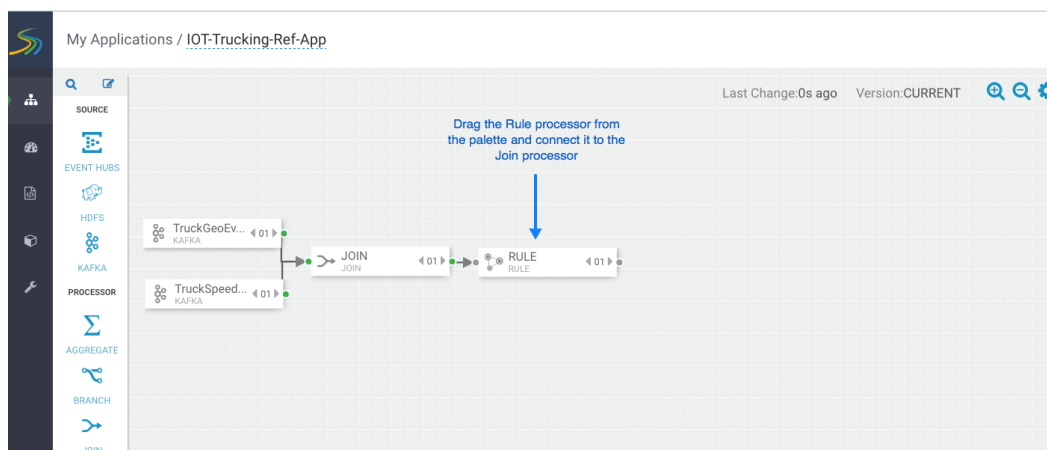 My Applications / IOT-Trucking-Ref-App
Last Change:0s ago Version:CURRENT
SOURCE
EVENT HUBS
HDFS
KAFKA
PROCESSOR
AGGREGATE
BRANCH
JOIN
Drag the Rule processor from
the palette and connect it to the
Join processor
TruckGeoEv... 01
KAFKA
TruckSpeed... 01
KAFKA
JOIN 01
JOIN
RULE 01
RULE